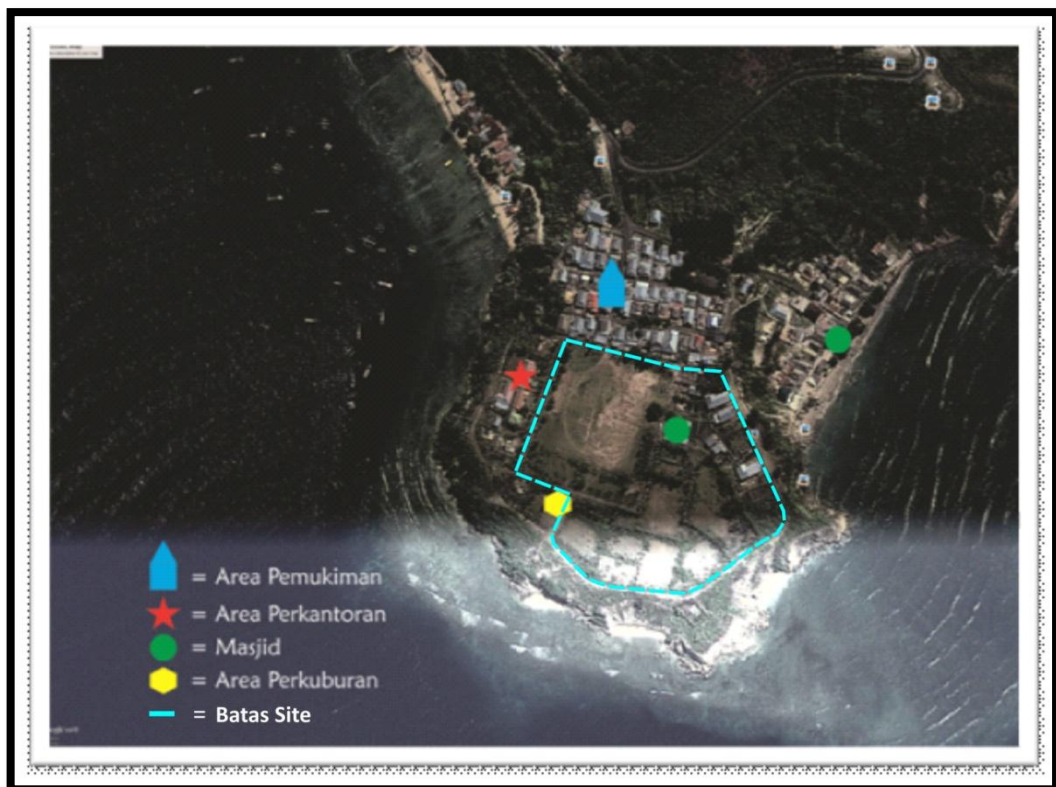 = Area Pemukiman
= Area Perkantoran
= Masjid
= Area Perkuburan
= Batas Site